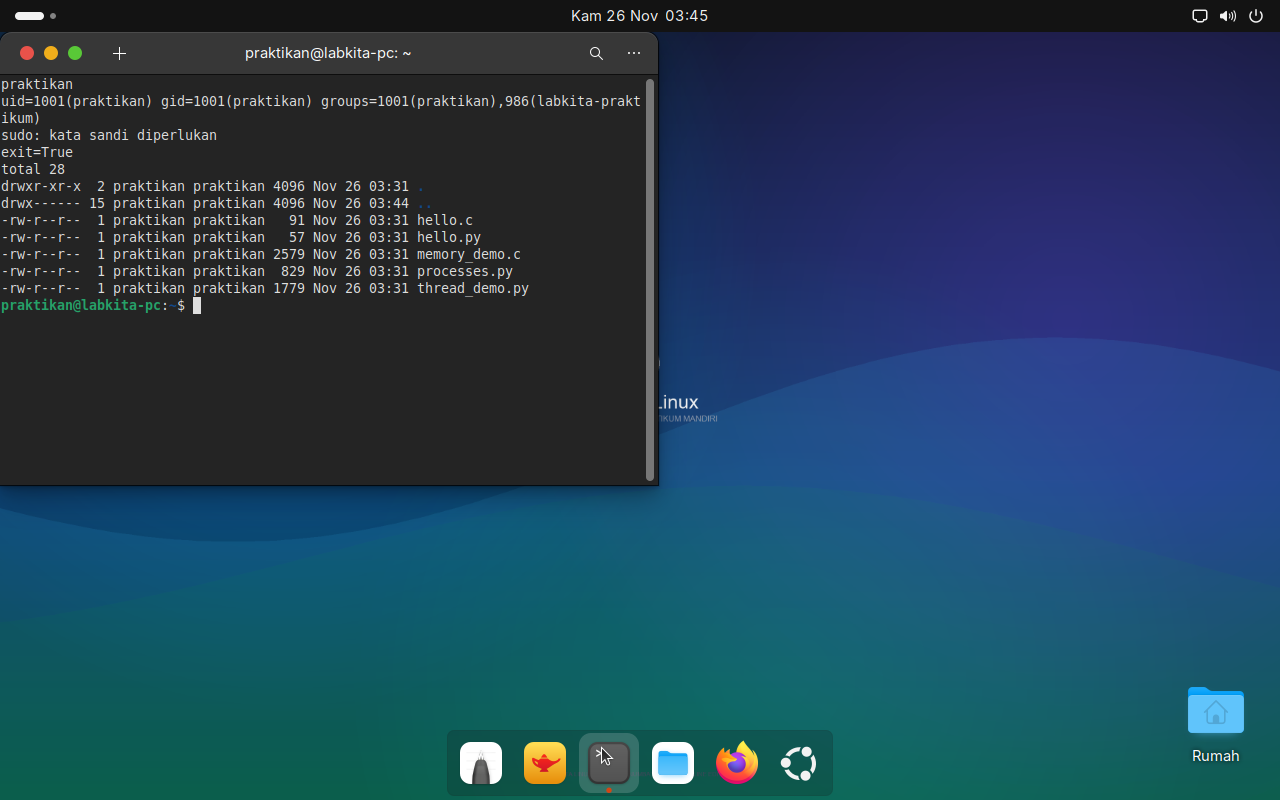 Kam 26 Nov 03:45
praktikan@labkita-pc: ~
praktikan
uid=1001(praktikan) gid=1001(praktikan) groups=1001(praktikan),986(labkita-prakt
ikum)
sudo: kata sandi diperlukan
exit=True
total 28
drwxr-xr-x  2 praktikan praktikan 4096 Nov 26 03:31 .
drwx------ 15 praktikan praktikan 4096 Nov 26 03:44 ..
-rw-r--r--  1 praktikan praktikan   91 Nov 26 03:31 hello.c
-rw-r--r--  1 praktikan praktikan   57 Nov 26 03:31 hello.py
-rw-r--r--  1 praktikan praktikan 2579 Nov 26 03:31 memory_demo.c
-rw-r--r--  1 praktikan praktikan  829 Nov 26 03:31 processes.py
-rw-r--r--  1 praktikan praktikan 1779 Nov 26 03:31 thread_demo.py
praktikan@labkita-pc:~$
Linux
IKUM MANDIRI
Rumah